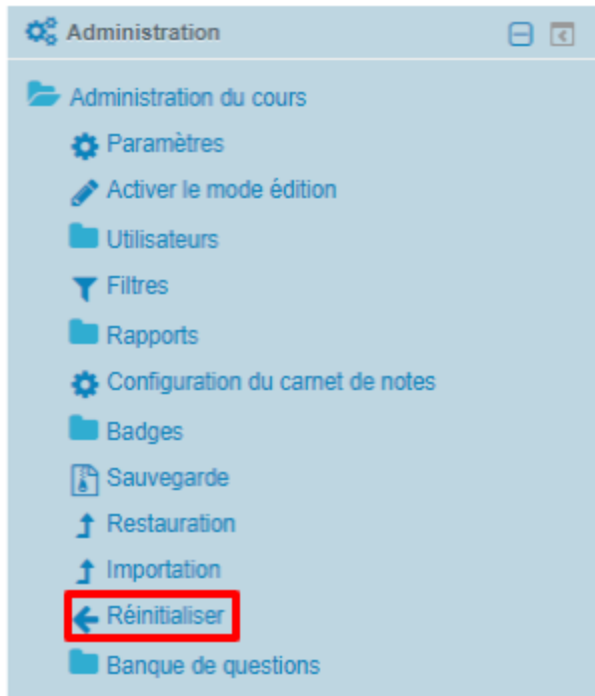 Administration
Administration du cours
Paramètres
Activer le mode édition
Utilisateurs
Filtres
Rapports
Configuration du carnet de notes
Badges
Sauvegarde
Restauration
Importation
Réinitialiser
Banque de questions